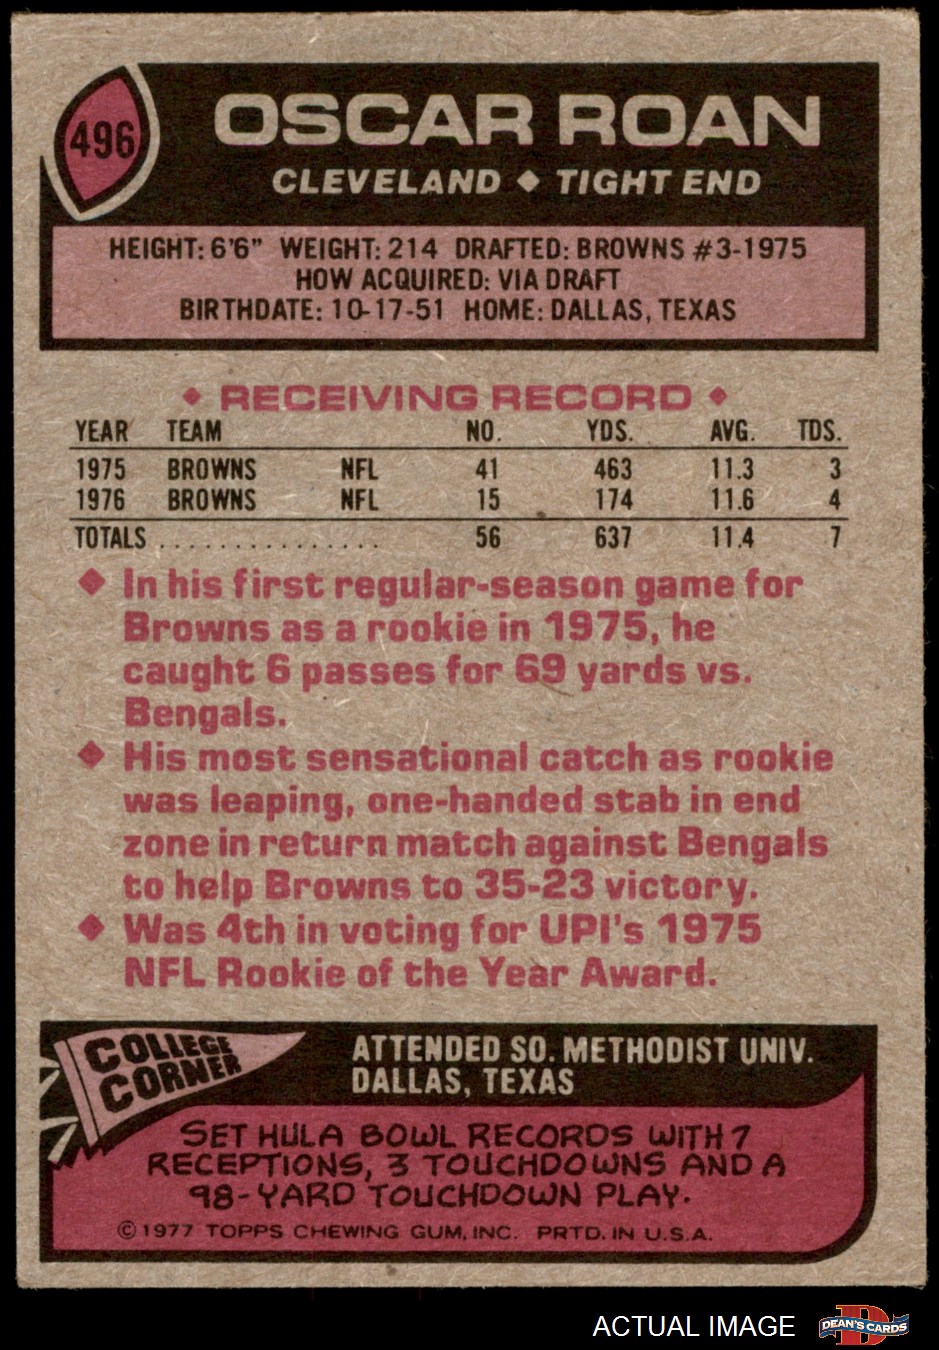 496
OSCAR ROAN
CLEVELAND ◆ TIGHT END
HEIGHT: 6'6" WEIGHT: 214 DRAFTED: BROWNS #3-1975
HOW ACQUIRED: VIA DRAFT
BIRTHDATE: 10-17-51 HOME: DALLAS, TEXAS
◆ RECEIVING RECORD ◆
YEAR TEAM NO. YDS. AVG. TDS.
1975 BROWNS NFL 41 463 11.3 3
1976 BROWNS NFL 15 174 11.6 4
TOTALS ................ 56 637 11.4 7
◆ In his first regular-season game for
Browns as a rookie in 1975, he
caught 6 passes for 69 yards vs.
Bengals.
◆ His most sensational catch as rookie
was leaping, one-handed stab in end
zone in return match against Bengals
to help Browns to 35-23 victory.
◆ Was 4th in voting for UPI's 1975
NFL Rookie of the Year Award.
COLLEGE
CORNER
ATTENDED SO. METHODIST UNIV.
DALLAS, TEXAS
SET HULA BOWL RECORDS WITH 7
RECEPTIONS, 3 TOUCHDOWNS AND A
98-YARD TOUCHDOWN PLAY.
© 1977 TOPPS CHEWING GUM, INC. PRTD. IN U.S.A.
ACTUAL IMAGE
DEAN'S CARDS